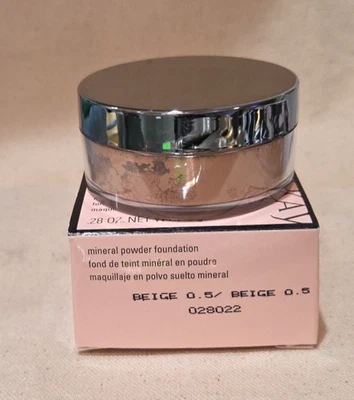 .28 OZ. NET WT.
KAY
mineral powder foundation
fond de teint minéral en poudre
maquillaje en polvo suelto mineral
BEIGE 0.5/ BEIGE 0.5
028022